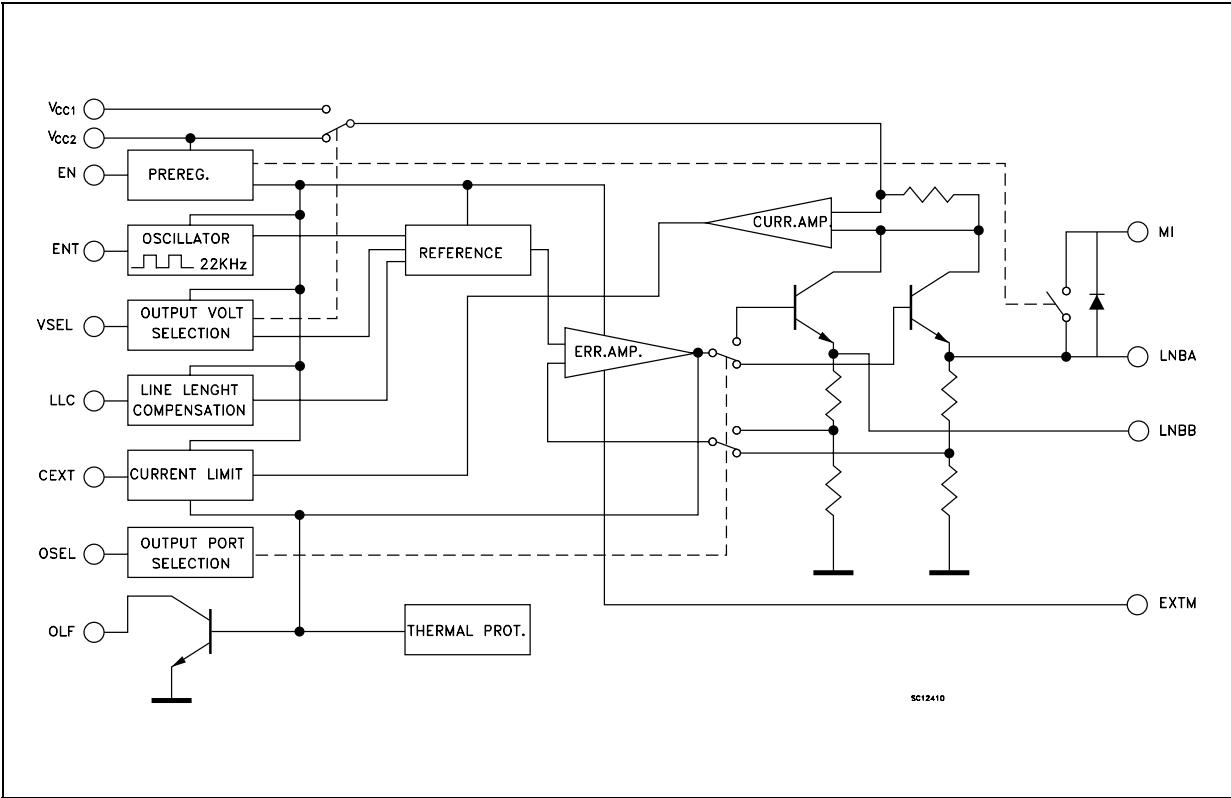 VCC1
VCC2
EN
PREREG.
CURR.AMP.
MI
ENT
OSCILLATOR
22KHz
REFERENCE
VSEL
OUTPUT VOLT
SELECTION
ERR.AMP.
LNBA
LLC
LINE LENGHT
COMPENSATION
LNBB
CEXT
CURRENT LIMIT
OSEL
OUTPUT PORT
SELECTION
EXTM
OLF
THERMAL PROT.
SC12410